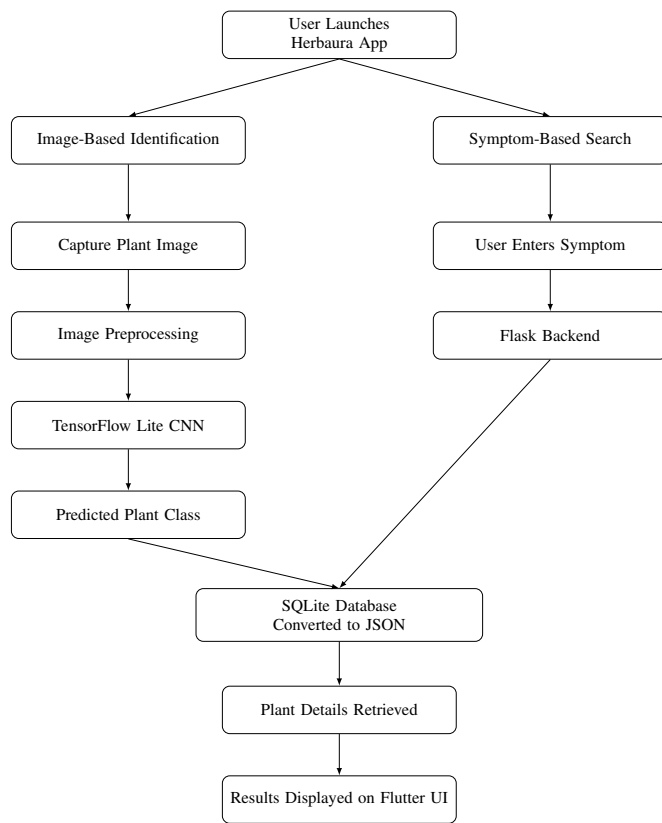 User Launches
Herbaura App
Image-Based Identification
Symptom-Based Search
Capture Plant Image
User Enters Symptom
Image Preprocessing
Flask Backend
TensorFlow Lite CNN
Predicted Plant Class
SQLite Database
Converted to JSON
Plant Details Retrieved
Results Displayed on Flutter UI